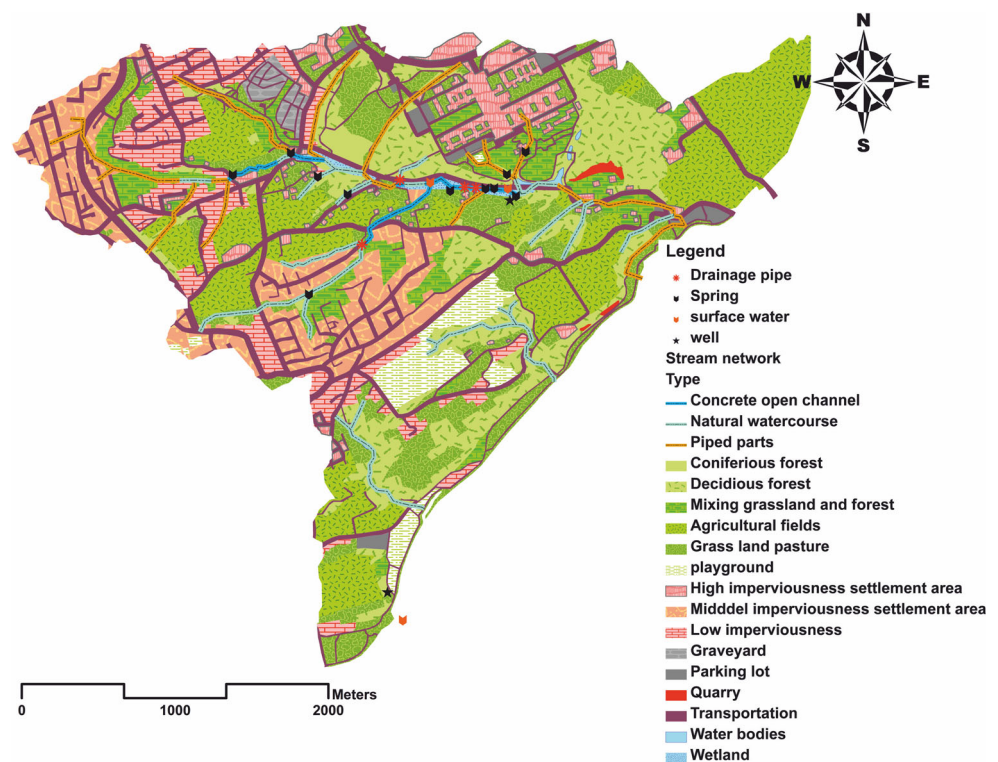 N
W E
S
Legend
Drainage pipe
Spring
surface water
well
Stream network
Type
Concrete open channel
Natural watercourse
Piped parts
Coniferious forest
Decidious forest
Mixing grassland and forest
Agricultural fields
Grass land pasture
playground
High imperviousness settlement area
Midddel imperviousness settlement area
Low imperviousness
Graveyard
Parking lot
Quarry
Transportation
Water bodies
Wetland
Meters
0 1000 2000